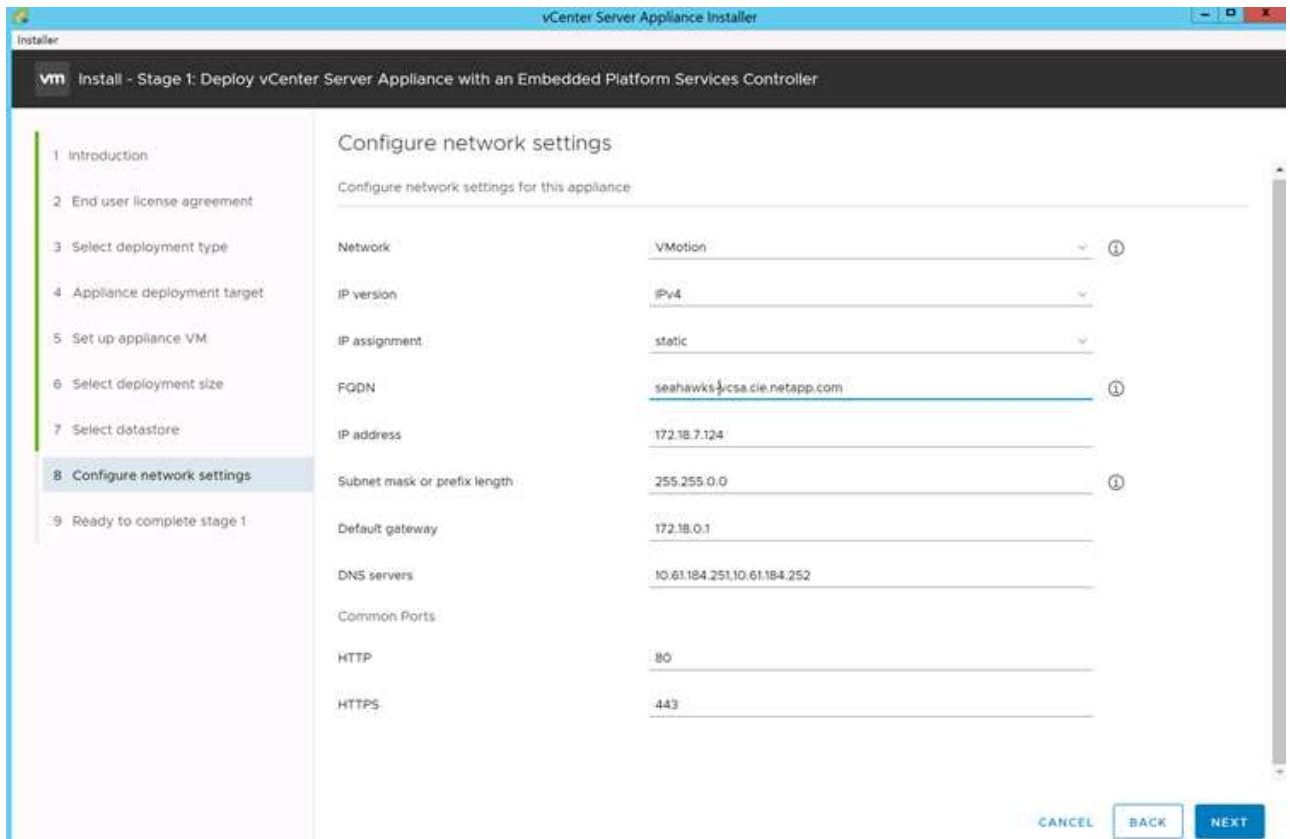 vCenter Server Appliance Installer
Installer
vm Install - Stage 1: Deploy vCenter Server Appliance with an Embedded Platform Services Controller
1 Introduction
2 End user license agreement
3 Select deployment type
4 Appliance deployment target
5 Set up appliance VM
6 Select deployment size
7 Select datastore
8 Configure network settings
9 Ready to complete stage 1
Configure network settings
Configure network settings for this appliance
Network VMotion
IP version IPv4
IP assignment static
FQDN seahawks-vcsa.cie.netapp.com
IP address 172.18.7.124
Subnet mask or prefix length 255.255.0.0
Default gateway 172.18.0.1
DNS servers 10.61.184.251,10.61.184.252
Common Ports
HTTP 80
HTTPS 443
CANCEL BACK NEXT